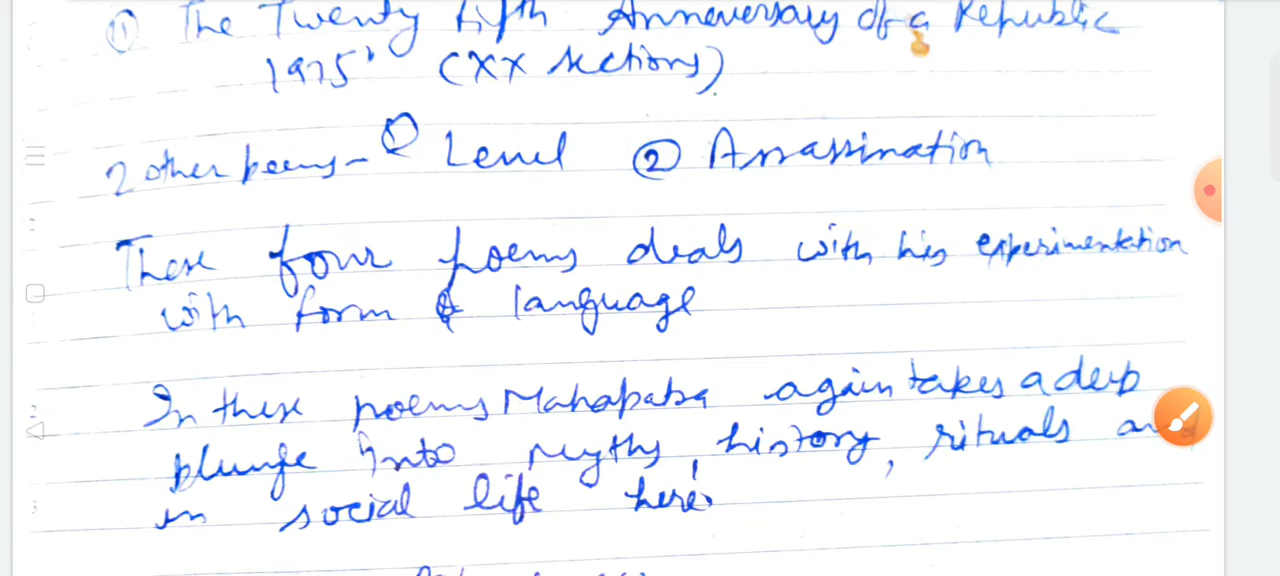 (1) The Twenty fifth Anneversary of a Republic
1975' (XX sections)
2 other poems - (1) Level (2) Assassination
These four poems deals with his experimentation
with form & language
In these poems Mahapatra again takes a deep
plunge into myths, history, rituals and
in social life here.